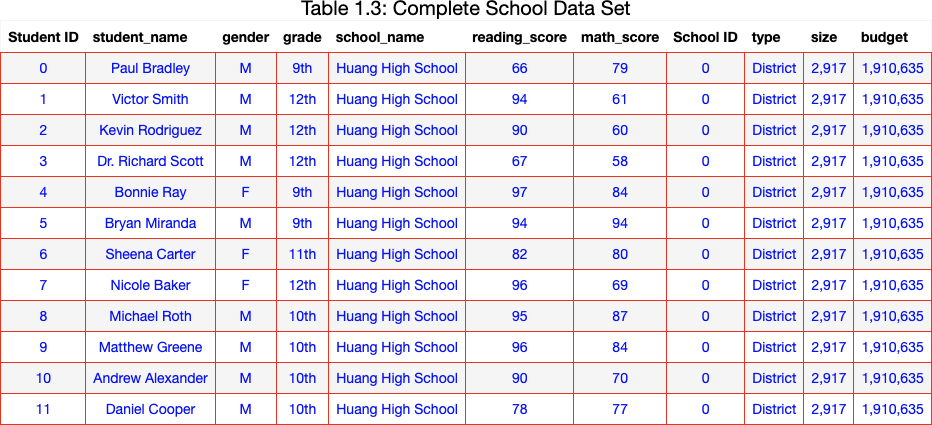 Table 1.3: Complete School Data Set
Student ID student_name gender grade school_name reading_score math_score School ID type size budget
0 Paul Bradley M 9th Huang High School 66 79 0 District 2,917 1,910,635
1 Victor Smith M 12th Huang High School 94 61 0 District 2,917 1,910,635
2 Kevin Rodriguez M 12th Huang High School 90 60 0 District 2,917 1,910,635
3 Dr. Richard Scott M 12th Huang High School 67 58 0 District 2,917 1,910,635
4 Bonnie Ray F 9th Huang High School 97 84 0 District 2,917 1,910,635
5 Bryan Miranda M 9th Huang High School 94 94 0 District 2,917 1,910,635
6 Sheena Carter F 11th Huang High School 82 80 0 District 2,917 1,910,635
7 Nicole Baker F 12th Huang High School 96 69 0 District 2,917 1,910,635
8 Michael Roth M 10th Huang High School 95 87 0 District 2,917 1,910,635
9 Matthew Greene M 10th Huang High School 96 84 0 District 2,917 1,910,635
10 Andrew Alexander M 10th Huang High School 90 70 0 District 2,917 1,910,635
11 Daniel Cooper M 10th Huang High School 78 77 0 District 2,917 1,910,635